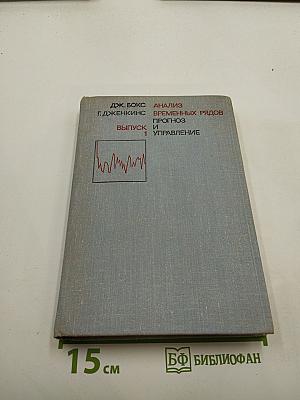 ДЖ. БОКС АНАЛИЗ
Г. ДЖЕНКИНС ВРЕМЕННЫХ РЯДОВ
ПРОГНОЗ
ВЫПУСК И
1 УПРАВЛЕНИЕ
15 см
БФ БИБЛИОФАН